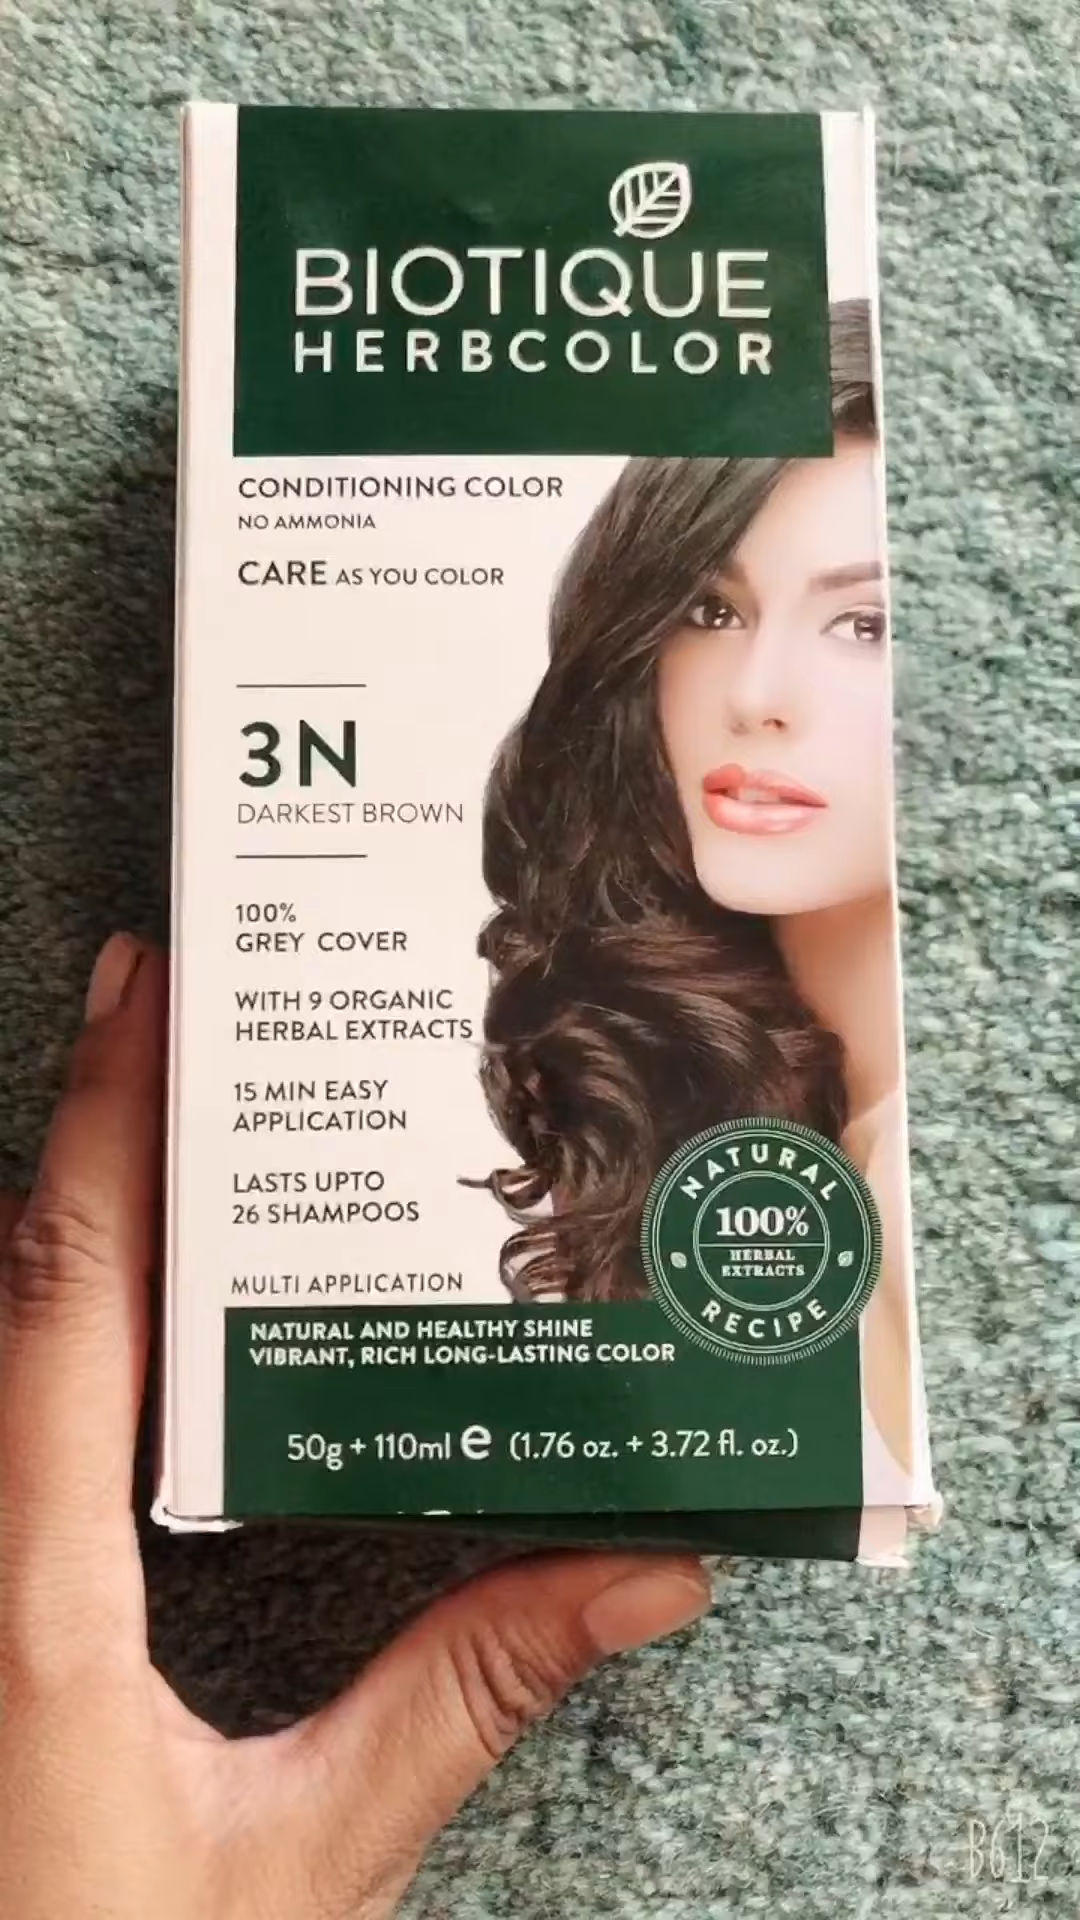 BIOTIQUE
HERBCOLOR
CONDITIONING COLOR
NO AMMONIA
CARE AS YOU COLOR
3N
DARKEST BROWN
100%
GREY COVER
WITH 9 ORGANIC
HERBAL EXTRACTS
15 MIN EASY
APPLICATION
LASTS UPTO
26 SHAMPOOS
MULTI APPLICATION
NATURAL
100%
HERBAL
EXTRACTS
RECIPE
NATURAL AND HEALTHY SHINE
VIBRANT, RICH LONG-LASTING COLOR
50g + 110ml e (1.76 oz. + 3.72 fl. oz.)
B612